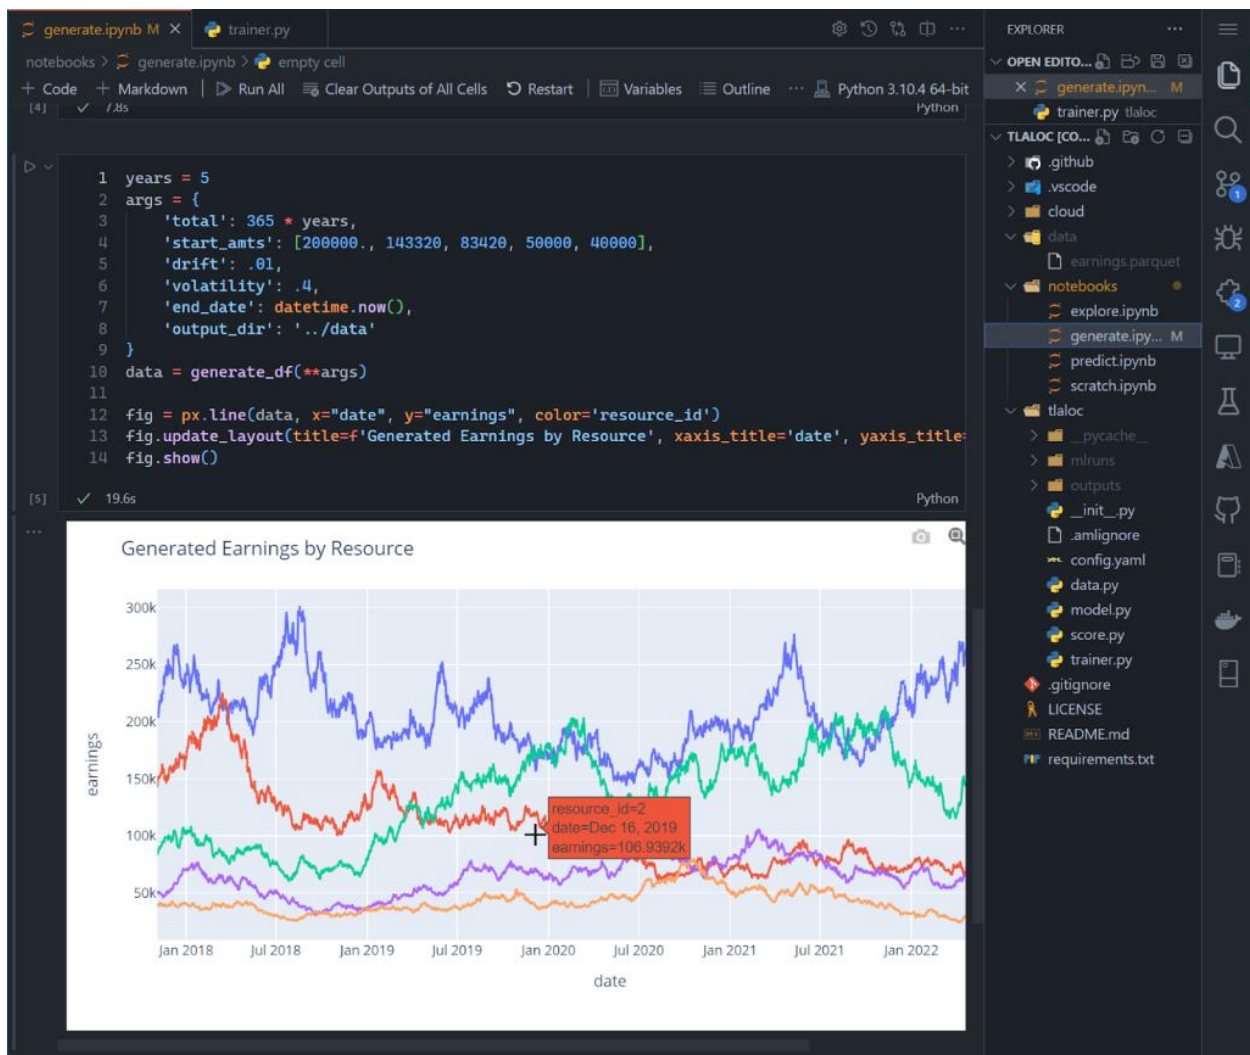 generate.ipynb M
trainer.py
notebooks > generate.ipynb > empty cell
Code Markdown Run All Clear Outputs of All Cells Restart Variables Outline ... Python 3.10.4 64-bit
[4] 7.8s Python
1 years = 5
2 args = {
3 'total': 365 * years,
4 'start_amts': [200000., 143320, 83420, 50000, 40000],
5 'drift': .01,
6 'volatility': .4,
7 'end_date': datetime.now(),
8 'output_dir': '../data'
9 }
10 data = generate_df(**args)
11
12 fig = px.line(data, x="date", y="earnings", color='resource_id')
13 fig.update_layout(title=f'Generated Earnings by Resource', xaxis_title='date', yaxis_title=
14 fig.show()
[5] 19.6s Python
Generated Earnings by Resource
300k
250k
200k
150k
100k
50k
earnings
resource_id=2
date=Dec 16, 2019
earnings=106.9392k
Jan 2018 Jul 2018 Jan 2019 Jul 2019 Jan 2020 Jul 2020 Jan 2021 Jul 2021 Jan 2022
date
EXPLORER
OPEN EDITO...
generate.ipyn... M
trainer.py tlaloc
TLALOC [CO...
.github
.vscode
cloud
data
earnings.parquet
notebooks
explore.ipynb
generate.ipy... M
predict.ipynb
scratch.ipynb
tlaloc
__pycache__
mlruns
outputs
__init__.py
.amlignore
config.yaml
data.py
model.py
score.py
trainer.py
.gitignore
LICENSE
README.md
requirements.txt
1
2